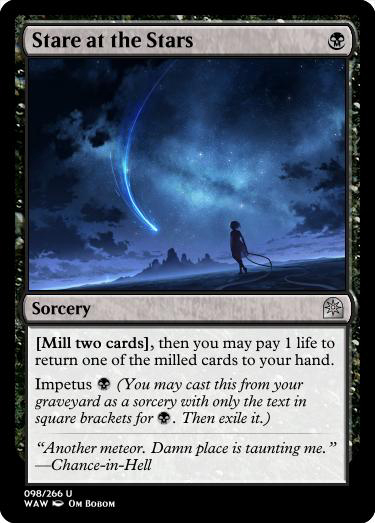 Stare at the Stars
Sorcery
[Mill two cards], then you may pay 1 life to
return one of the milled cards to your hand.
Impetus (You may cast this from your
graveyard as a sorcery with only the text in
square brackets for . Then exile it.)
“Another meteor. Damn place is taunting me.”
—Chance-in-Hell
098/266 U
WAW Om Bobom